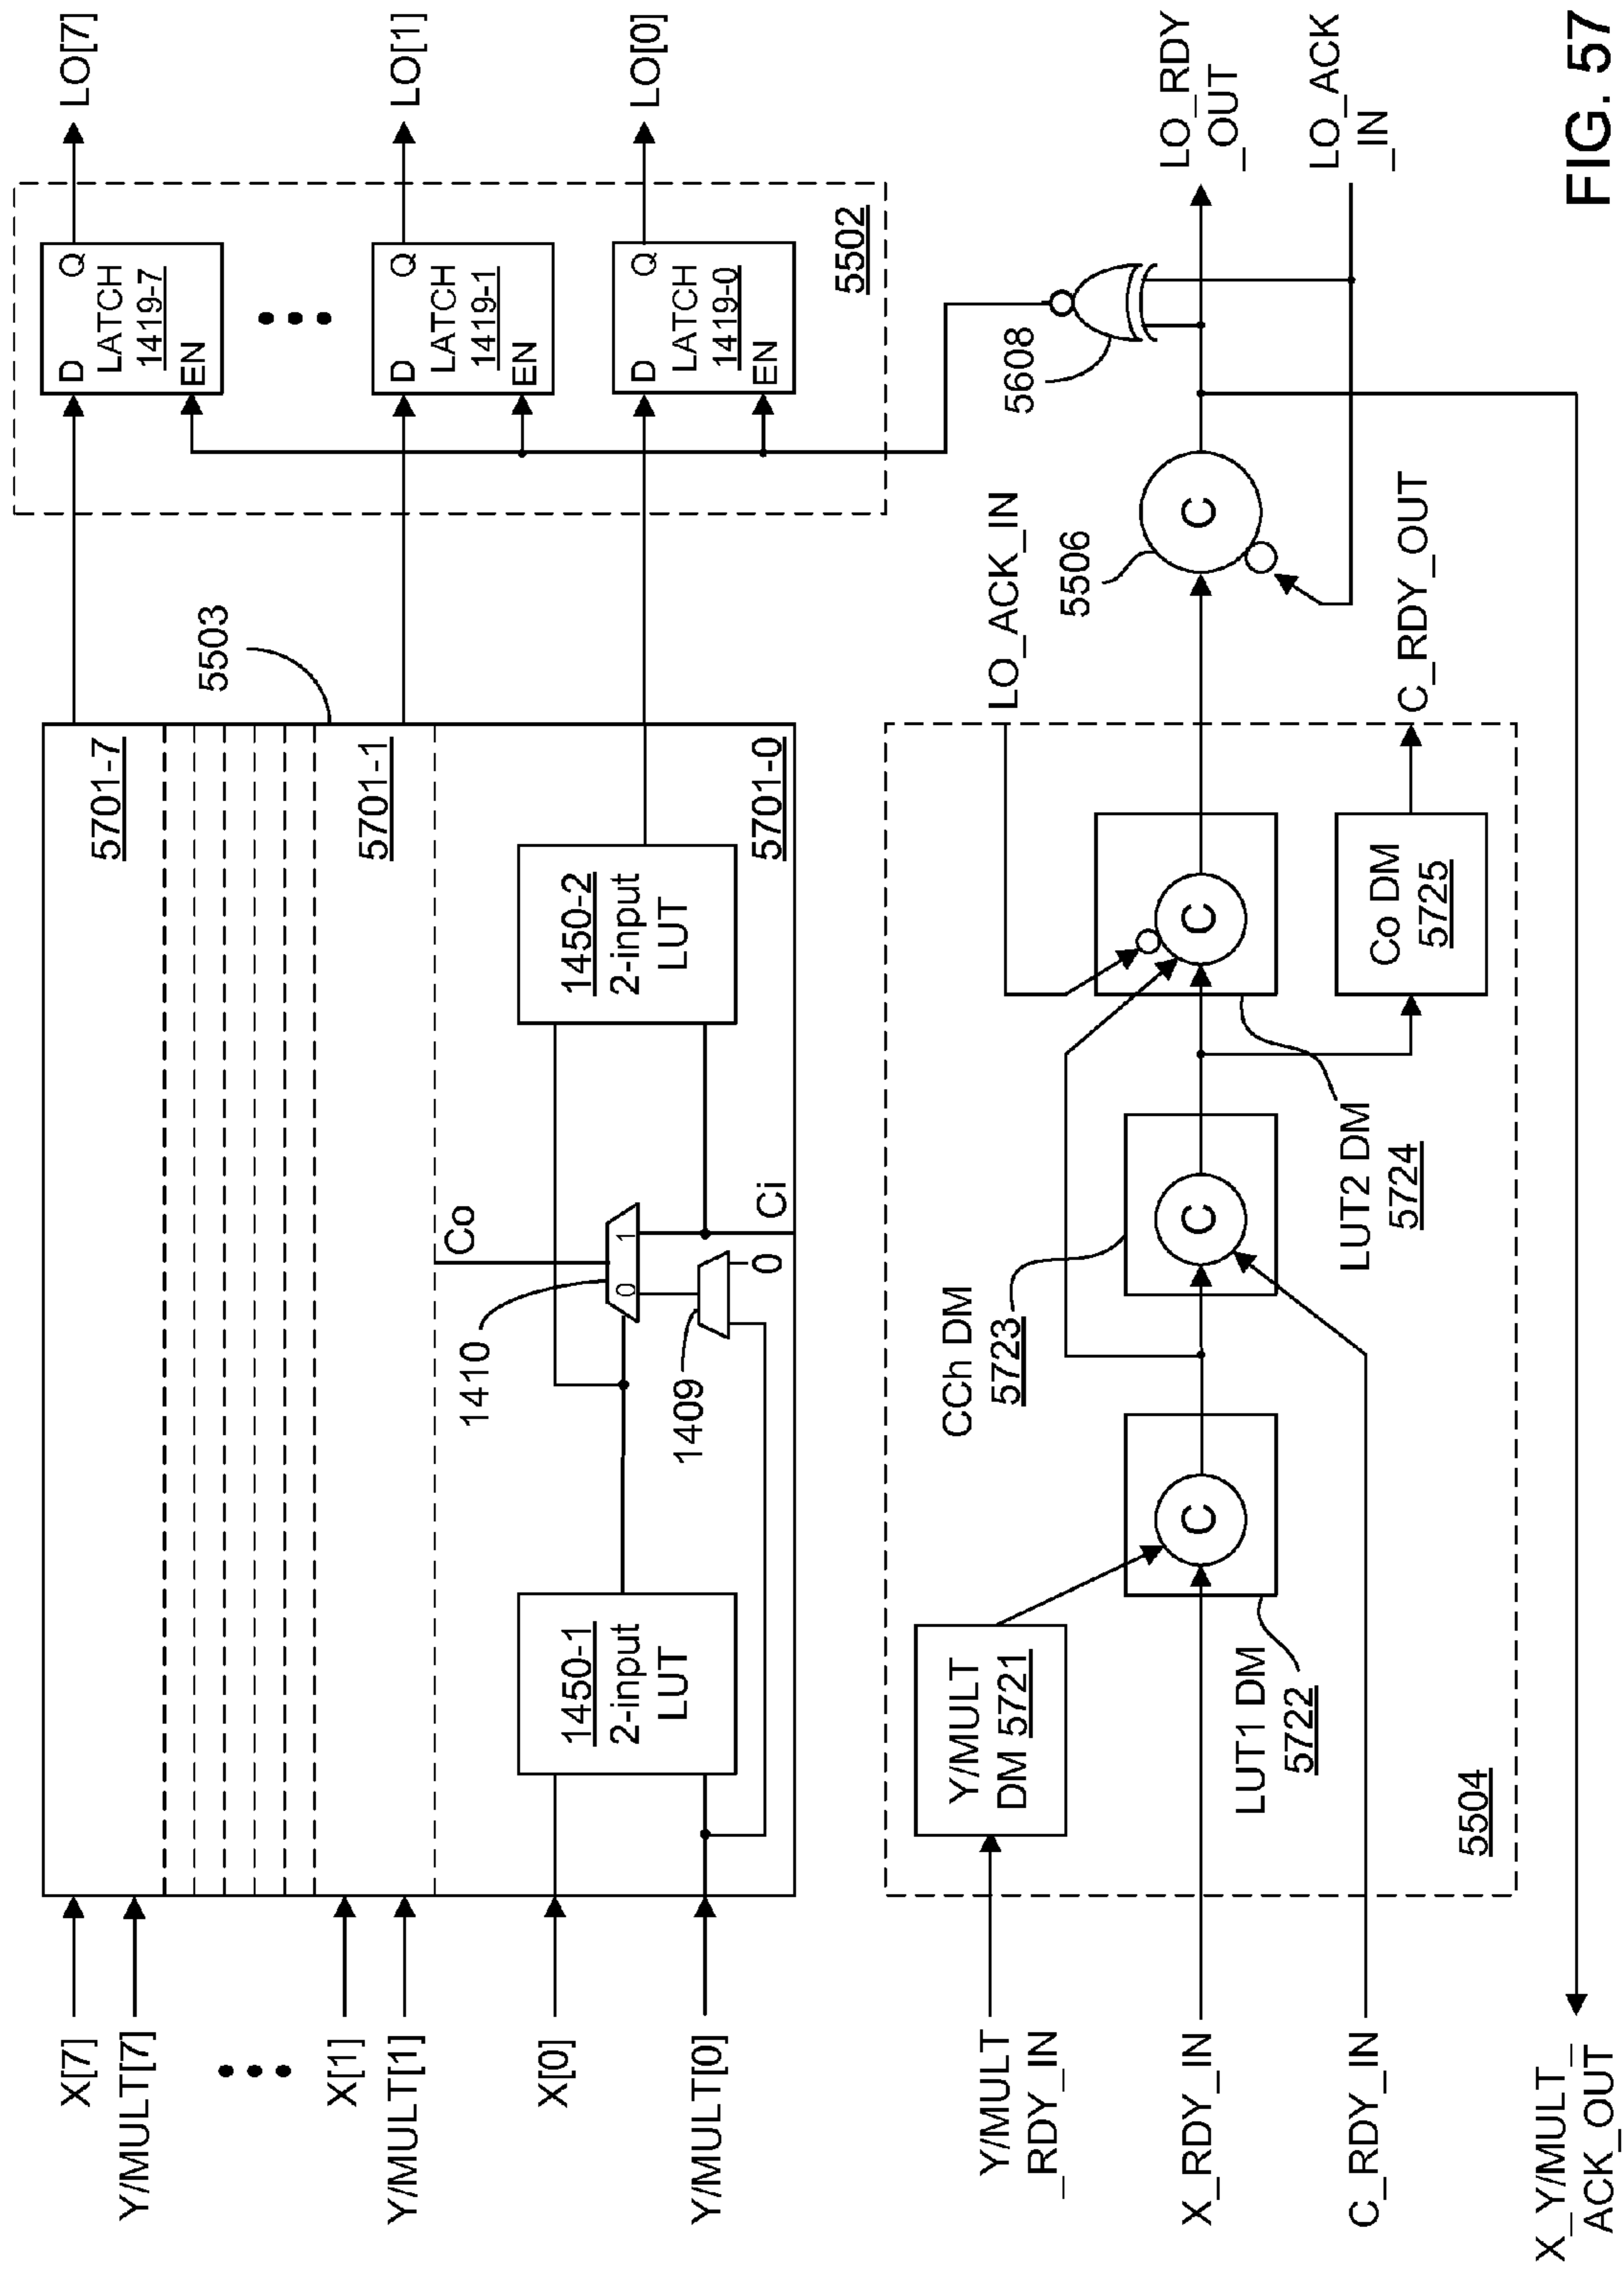 X[7]
Y/MULT[7]
X[1]
Y/MULT[1]
X[0]
Y/MULT[0]
5701-7
5701-1
5701-0
5503
1450-1
2-input
LUT
1450-2
2-input
LUT
1410
1409
0
1
0
Co
Ci
D
Q
LATCH
1419-7
EN
D
Q
LATCH
1419-1
EN
D
Q
LATCH
1419-0
EN
5502
LO[7]
LO[1]
LO[0]
Y/MULT
_RDY_IN
X_RDY_IN
C_RDY_IN
X_Y/MULT_
ACK_OUT
Y/MULT
DM 5721
LUT1 DM
5722
C
CCh DM
5723
C
LUT2 DM
5724
C
Co DM
5725
5504
LO_ACK_IN
C_RDY_OUT
5506
C
5608
LO_RDY
_OUT
LO_ACK
_IN
FIG. 57